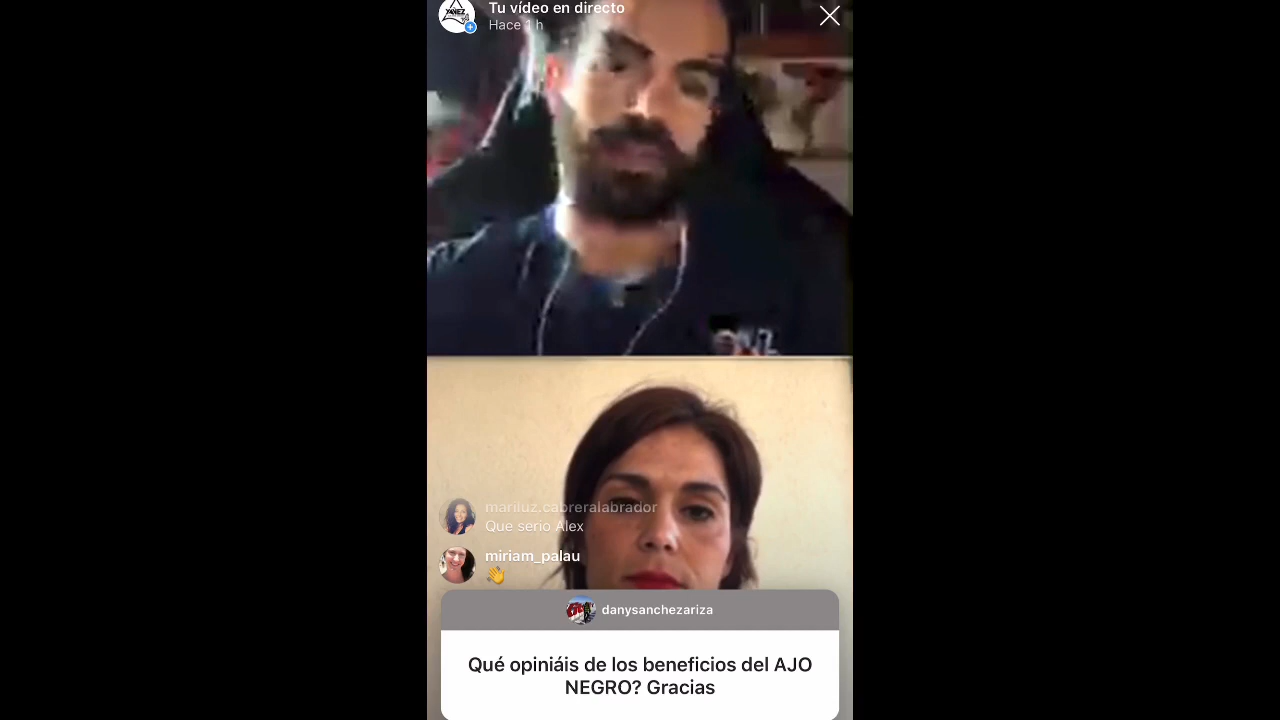 YAÑEZ
Tu vídeo en directo
Hace 1 h
mariluz.cabreralabrador
Que serio Alex
miriam_palau
👋
danysanchezariza
Qué opiniáis de los beneficios del AJO
NEGRO? Gracias